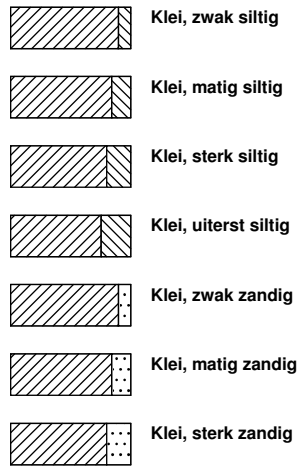 Klei, zwak siltig
Klei, matig siltig
Klei, sterk siltig
Klei, uiterst siltig
Klei, zwak zandig
Klei, matig zandig
Klei, sterk zandig